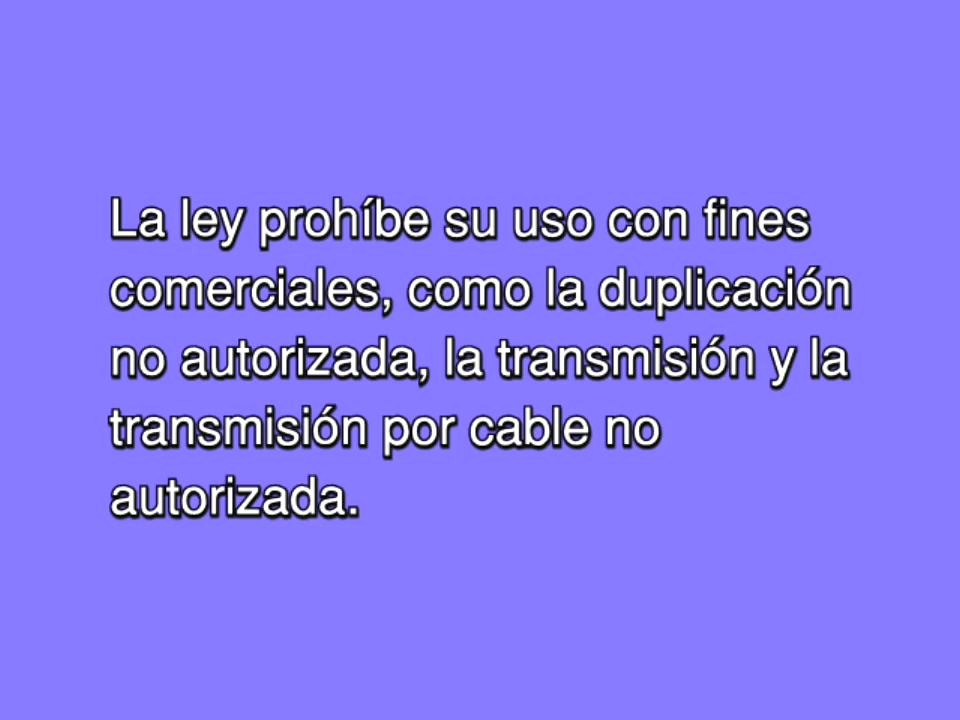 La ley prohíbe su uso con fines
comerciales, como la duplicación
no autorizada, la transmisión y la
transmisión por cable no
autorizada.